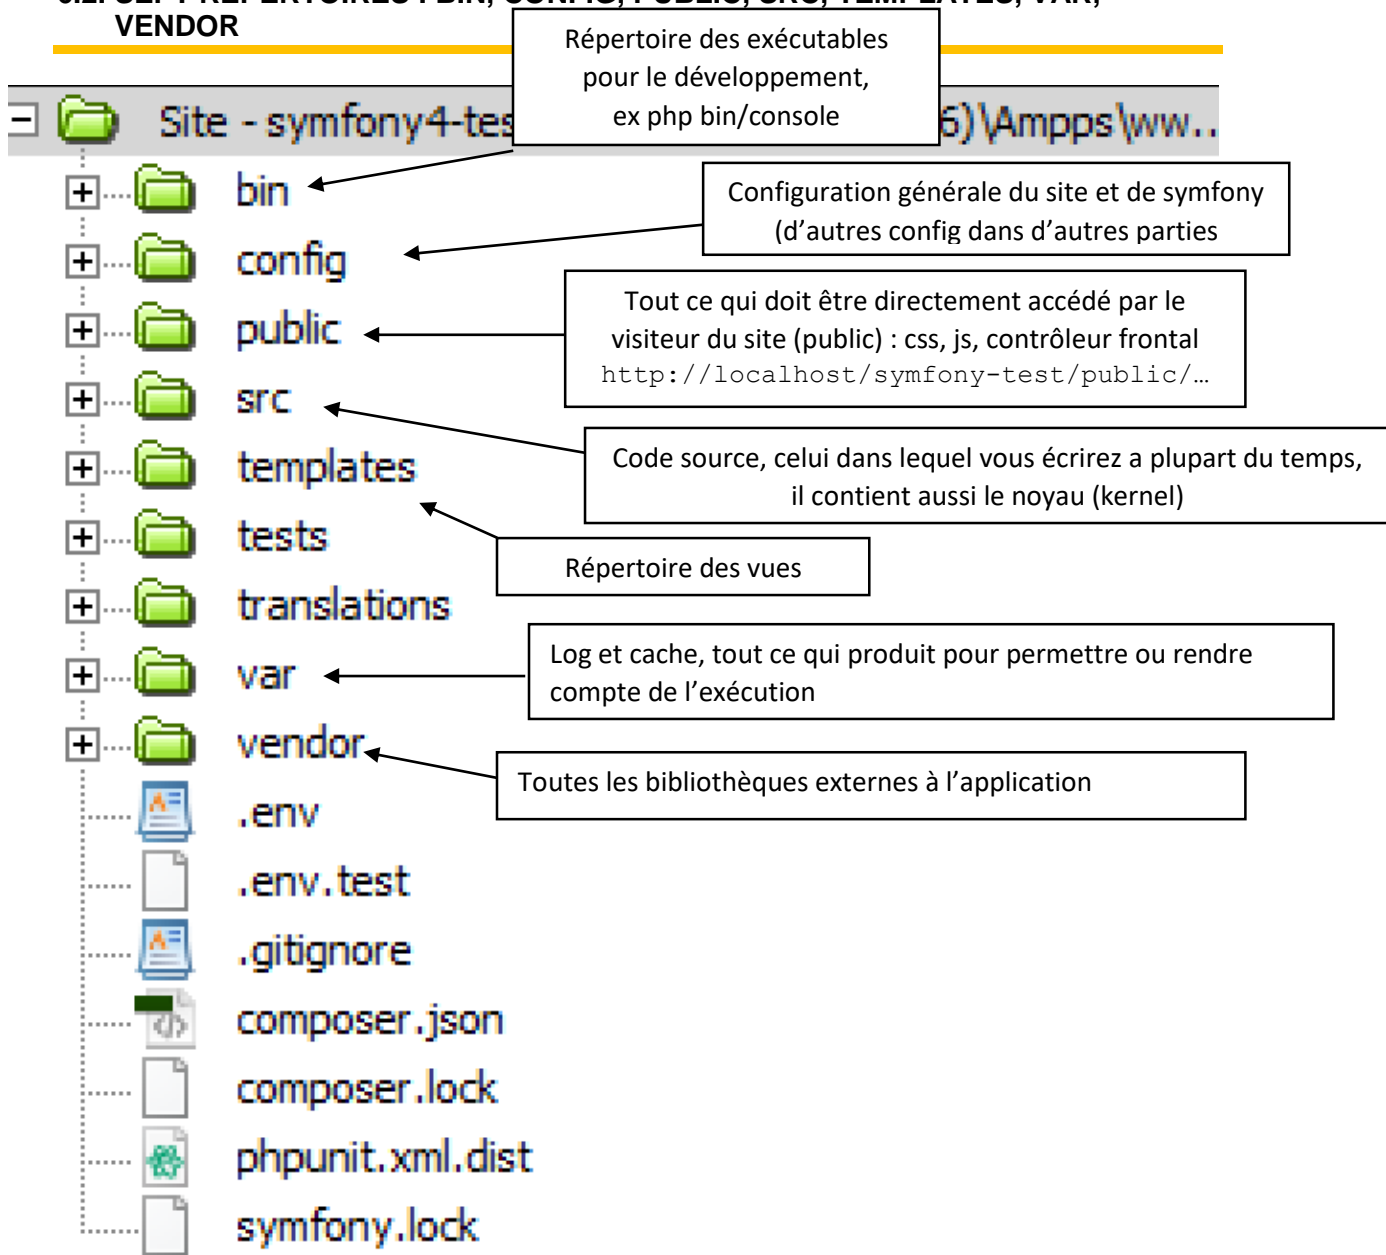 VENDOR
Répertoire des exécutables
pour le développement,
ex php bin/console
Site - symfony4-tes 6)\Ampps\ww...
bin
Configuration générale du site et de symfony
(d’autres config dans d’autres parties
config
Tout ce qui doit être directement accédé par le
visiteur du site (public) : css, js, contrôleur frontal
http://localhost/symfony-test/public/…
public
src
Code source, celui dans lequel vous écrirez a plupart du temps,
il contient aussi le noyau (kernel)
templates
tests
Répertoire des vues
translations
Log et cache, tout ce qui produit pour permettre ou rendre
compte de l’exécution
var
vendor
Toutes les bibliothèques externes à l’application
.env
.env.test
.gitignore
composer.json
composer.lock
phpunit.xml.dist
symfony.lock